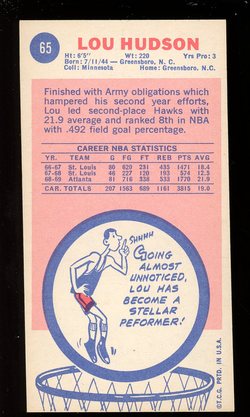 65
LOU HUDSON
Ht: 6'5" Wt: 220 Yrs Pro: 3
Born: 7/11/44 — Greensboro, N.C.
Coll: Minnesota Home: Greensboro, N.C.
Finished with Army obligations which
hampered his second year efforts,
Lou led second-place Hawks with
21.9 average and ranked 8th in NBA
with .492 field goal percentage.
CAREER NBA STATISTICS
YR. TEAM G FG FT REB PTS AVG
66-67 St. Louis 80 620 231 435 1471 18.4
67-68 St. Louis 46 227 120 193 574 12.5
68-69 Atlanta 81 716 338 533 1770 21.9
CAR. TOTALS 207 1563 689 1161 3815 19.0
SHHHH
GOING
ALMOST
UNNOTICED,
LOU HAS
BECOME A
STELLAR
PEFORMER!
©T.C.G. PRTD. IN U.S.A.